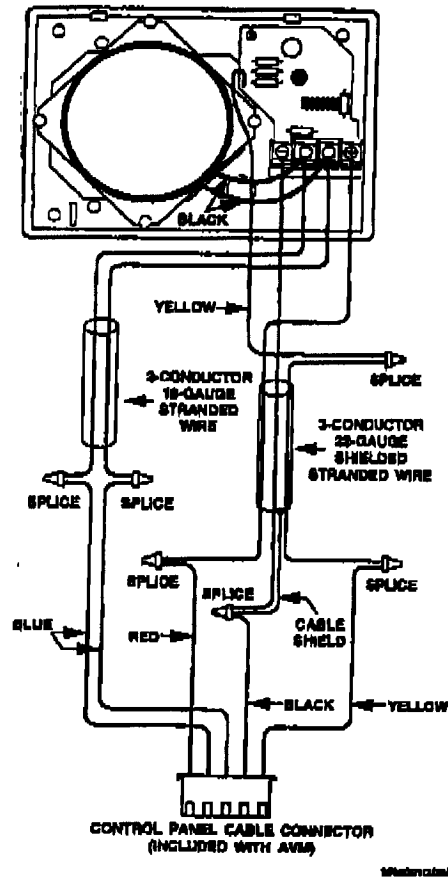 BLACK
YELLOW
SPLICE
2-CONDUCTOR
18-GAUGE
STRANDED
WIRE
3-CONDUCTOR
22-GAUGE
SHIELDED
STRANDED WIRE
SPLICE
SPLICE
SPLICE
SPLICE
SPLICE
BLUE
RED
CABLE
SHIELD
BLACK
YELLOW
CONTROL PANEL CABLE CONNECTOR
(INCLUDED WITH AVM)